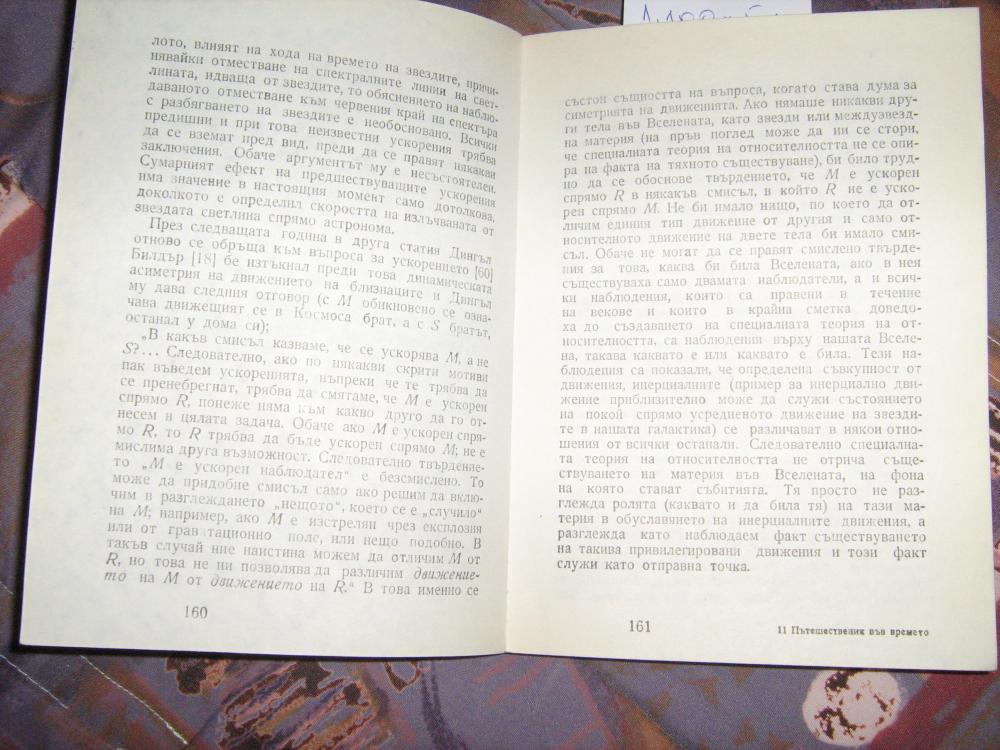 лото, влияят на хода на времето на звездите, причи-
нявайки отместване на спектралните линии на свет-
лината, идваща от звездите, то обяснението на наблю-
даваното отместване към червения край на спектъра
с разбягването на звездите е необосновано. Всички
предишни и при това неизвестни ускорения трябва
да се вземат пред вид, преди да се правят някакви
заключения. Обаче аргументът му е несъстоятелен.
Сумарният ефект на предшествуващите ускорения
има значение в настоящия момент само дотолкова,
доколкото е определил скоростта на излъчваната от
звездата светлина спрямо астронома.
През следващата година в друга статия Дингъл
отново се обръща към въпроса за ускорението [60]
Билдър [18] бе изтъкнал преди това динамическата
асиметрия на движението на близнаците и Дингъл
му дава следния отговор (с M обикновено се озна-
чава движещият се в Космоса брат, а с S братът,
останал у дома си);
„В какъв смисъл казваме, че се ускорява M, а не
S?... Следователно, ако по някакви скрити мотиви
пак въведем ускоренията, въпреки че те трябва да
се пренебрегнат, трябва да смятаме, че M е ускорен
спрямо R, понеже няма към какво друго да го от-
несем в цялата задача. Обаче ако M е ускорен спря-
мо R, то R трябва да бъде ускорен спрямо M; не е
мислима друга възможност. Следователно твърдение-
то „M е ускорен наблюдател“ е безсмислено. То
може да придобие смисъл само ако решим да вклю-
чим в разглеждането „нещото“, което се е „случило“
на M; например, ако M е изстрелян чрез експлозия
или от грав тационно поле, или нещо подобно. В
такъв случай ние наистина можем да отличим M от
R, но това не ни позволява да различим движение-
то на M от движението на R.“ В това именно се
160
състои същността на въпроса, когато става дума за
симетрията на движенията. Ако нямаше никакви дру-
ги тела във Вселената, като звезди или междузвезд-
на материя (на пръв поглед може да ни се стори,
че специалната теория на относителността не се опи-
ра на факта на тяхното съществуване), би било труд-
но да се обоснове твърдението, че M е ускорен
спрямо R в някакъв смисъл, в който R не е уско-
рен спрямо M. Не би имало нищо, по което да от-
личим единия тип движение от другия и само от-
носителното движение на двете тела би имало сми-
съл. Обаче не могат да се правят смислено твърде-
ния за това, каква би била Вселената, ако в нея
съществуваха само двамата наблюдатели, а и всич-
ки наблюдения, които са правени в течение
на векове и които в крайна сметка доведо-
ха до създаването на специалната теория на от-
носителността, са наблюдения върху нашата Вселе-
на, такава каквато е или каквато е била. Тези на-
блюдения са показали, че определена съвкупност от
движения, инерциалните (пример за инерциално дви-
жение приблизително може да служи състоянието
на покой спрямо усредненото движение на звезди-
те в нашата галактика) се различават в някои отно-
шения от всички останали. Следователно специална-
та теория на относителността не отрича съще-
ствуването на материя във Вселената, на фона
на която стават събитията. Тя просто не раз-
глежда ролята (каквато и да била тя) на тази ма-
терия в обуславянето на инерциалните движения, а
разглежда като наблюдаем факт съществуването
на такива привилегировани движения и този факт
служи като отправна точка.
161
11 Пътешественик във времето